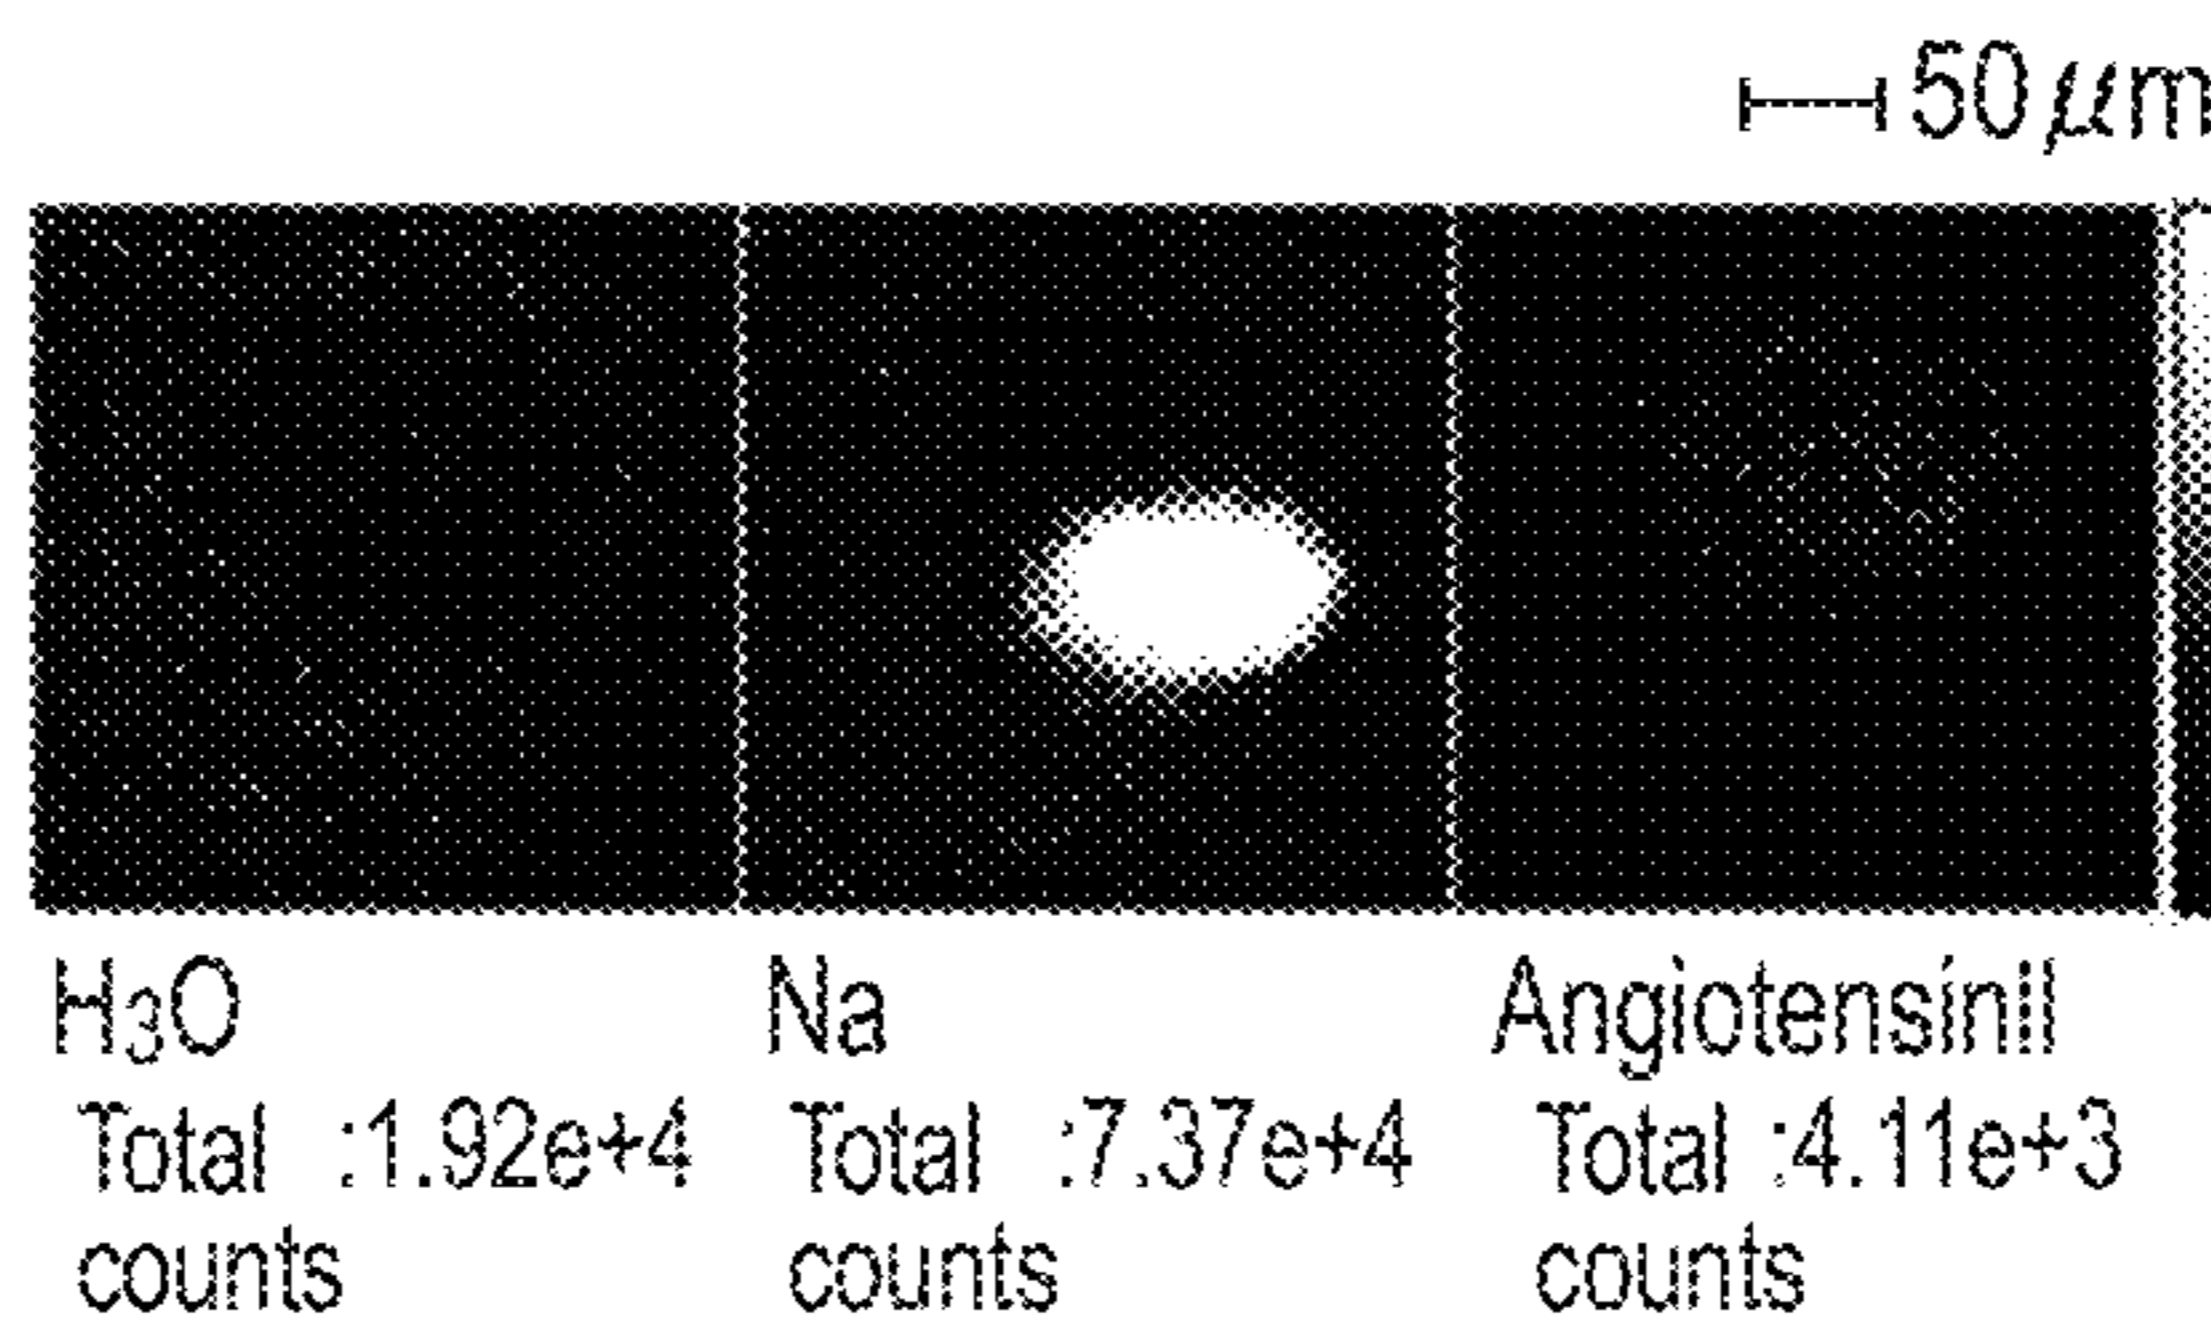 50 μm
H₃O Na AngiotensinII
Total :1.92e+4 Total :7.37e+4 Total :4.11e+3
counts counts counts